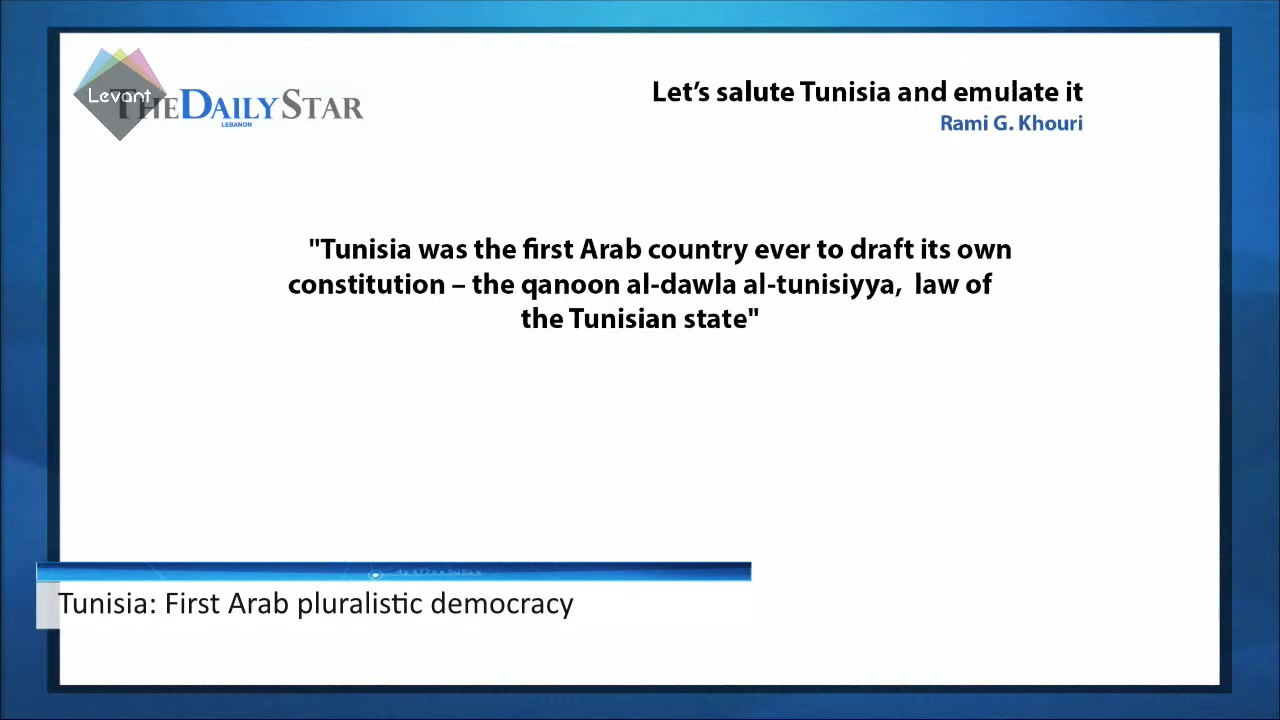 Levant
THE DAILY STAR
LEBANON
Let's salute Tunisia and emulate it
Rami G. Khouri
"Tunisia was the first Arab country ever to draft its own
constitution – the qanoon al-dawla al-tunisiyya,  law of
the Tunisian state"
Tunisia: First Arab pluralistic democracy